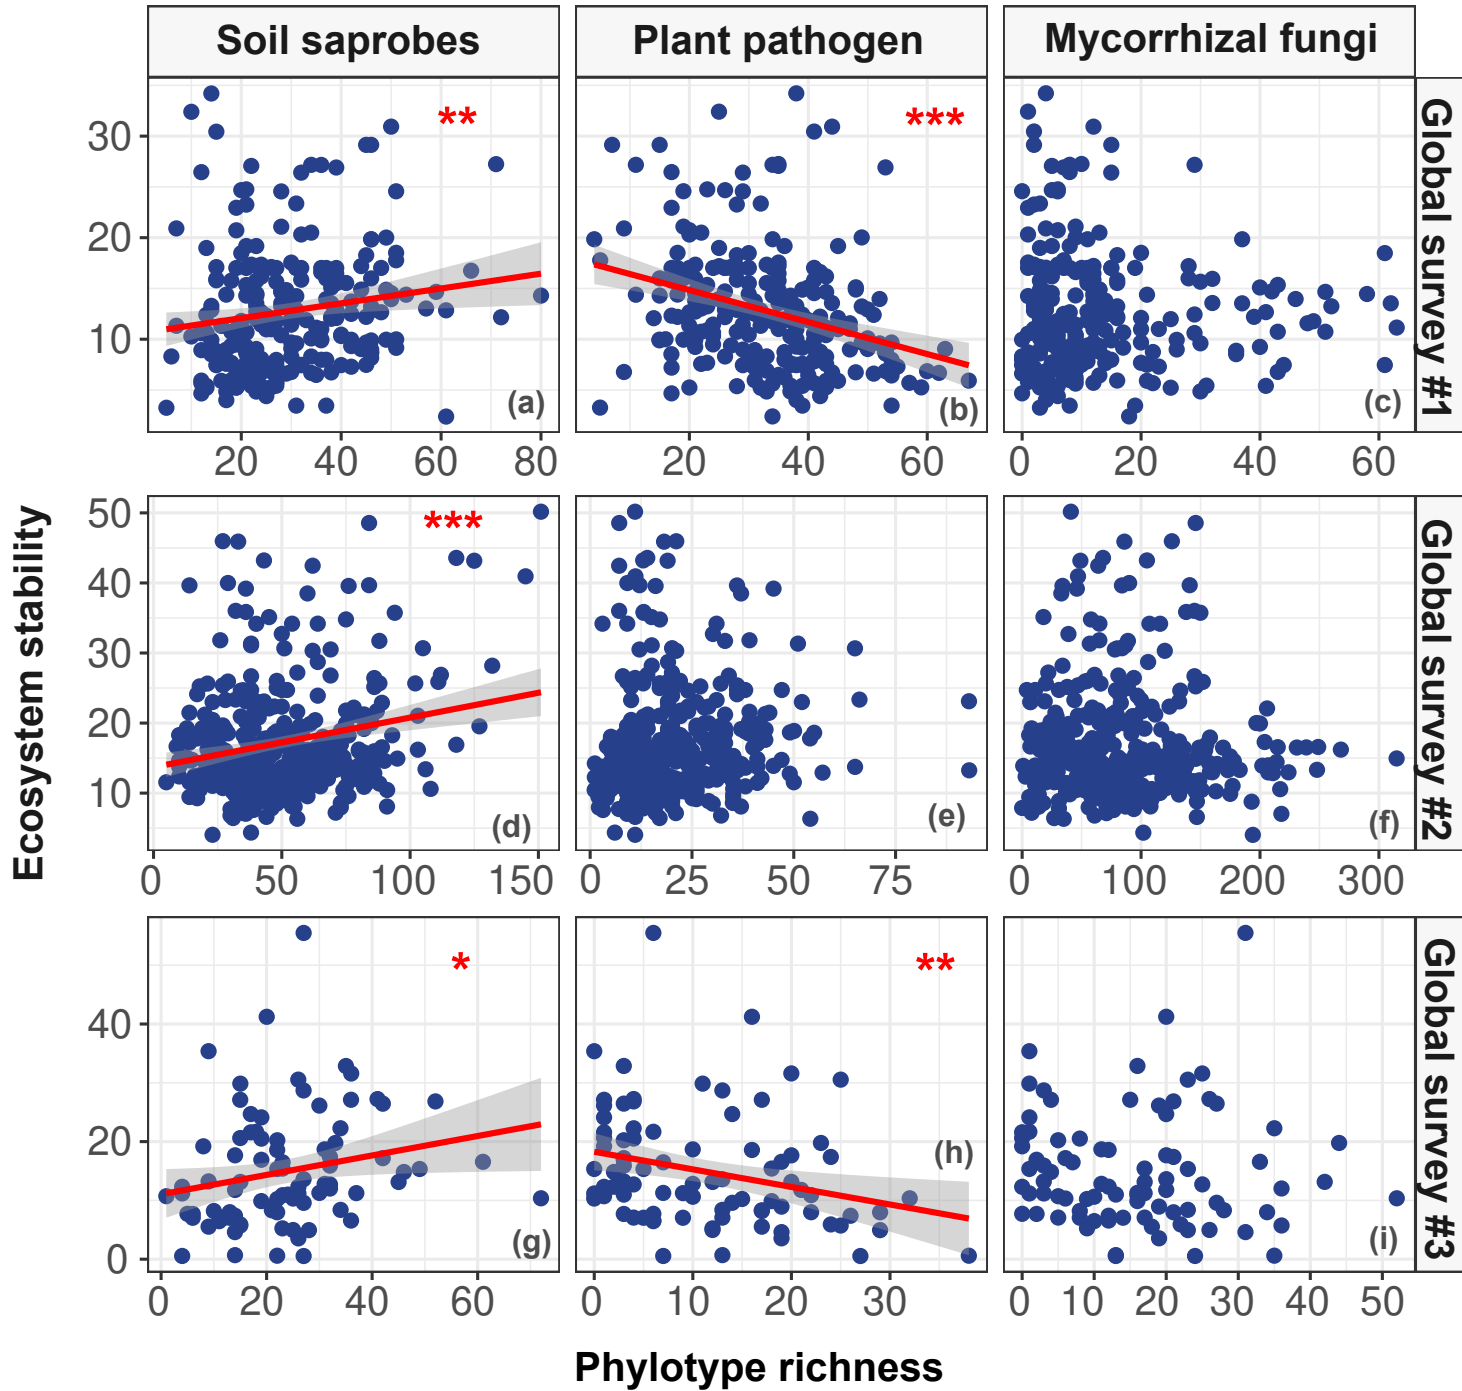 Soil saprobes Plant pathogen Mycorrhizal fungi
Ecosystem stability
30
20
10
** (a)
*** (b)
(c)
Global survey #1
20 40 60 80
20 40 60
0 20 40 60
50
40
30
20
10
*** (d)
(e)
(f)
Global survey #2
0 50 100 150
0 25 50 75
0 100 200 300
40
20
0
* (g)
** (h)
(i)
Global survey #3
0 20 40 60
0 10 20 30
0 10 20 30 40 50
Phylotype richness